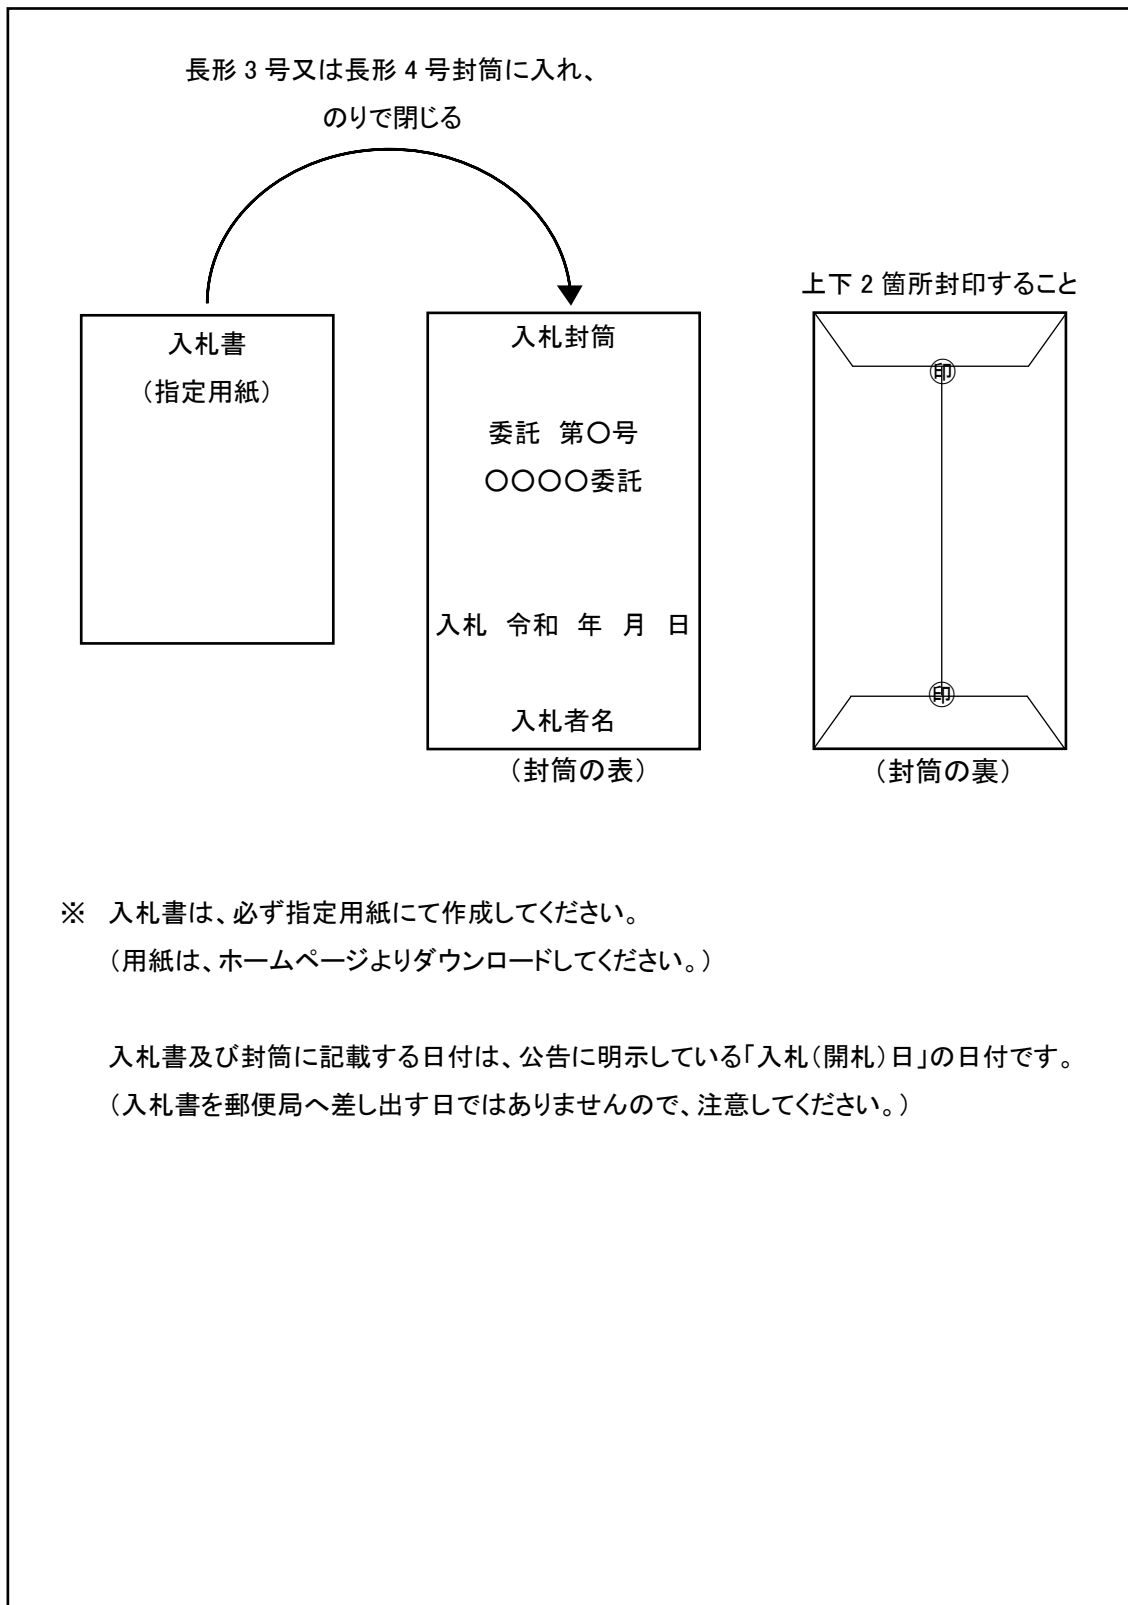 長形 3 号又は長形 4 号封筒に入れ、
のりで閉じる
上下 2 箇所封印すること
入札書
（指定用紙）
入札封筒
委託 第〇号
〇〇〇〇委託
入札 令和 年 月 日
入札者名
（封筒の表）
印
印
（封筒の裏）
※ 入札書は、必ず指定用紙にて作成してください。
（用紙は、ホームページよりダウンロードしてください。）
入札書及び封筒に記載する日付は、公告に明示している「入札（開札）日」の日付です。
（入札書を郵便局へ差し出す日ではありませんので、注意してください。）